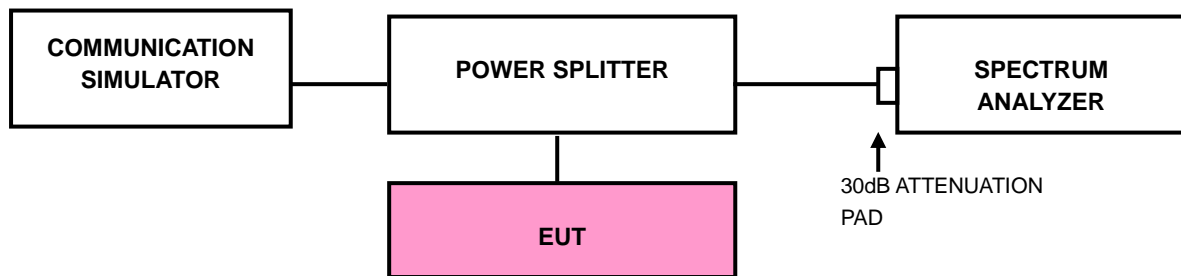 COMMUNICATION
SIMULATOR
POWER SPLITTER
SPECTRUM
ANALYZER
30dB ATTENUATION
PAD
EUT